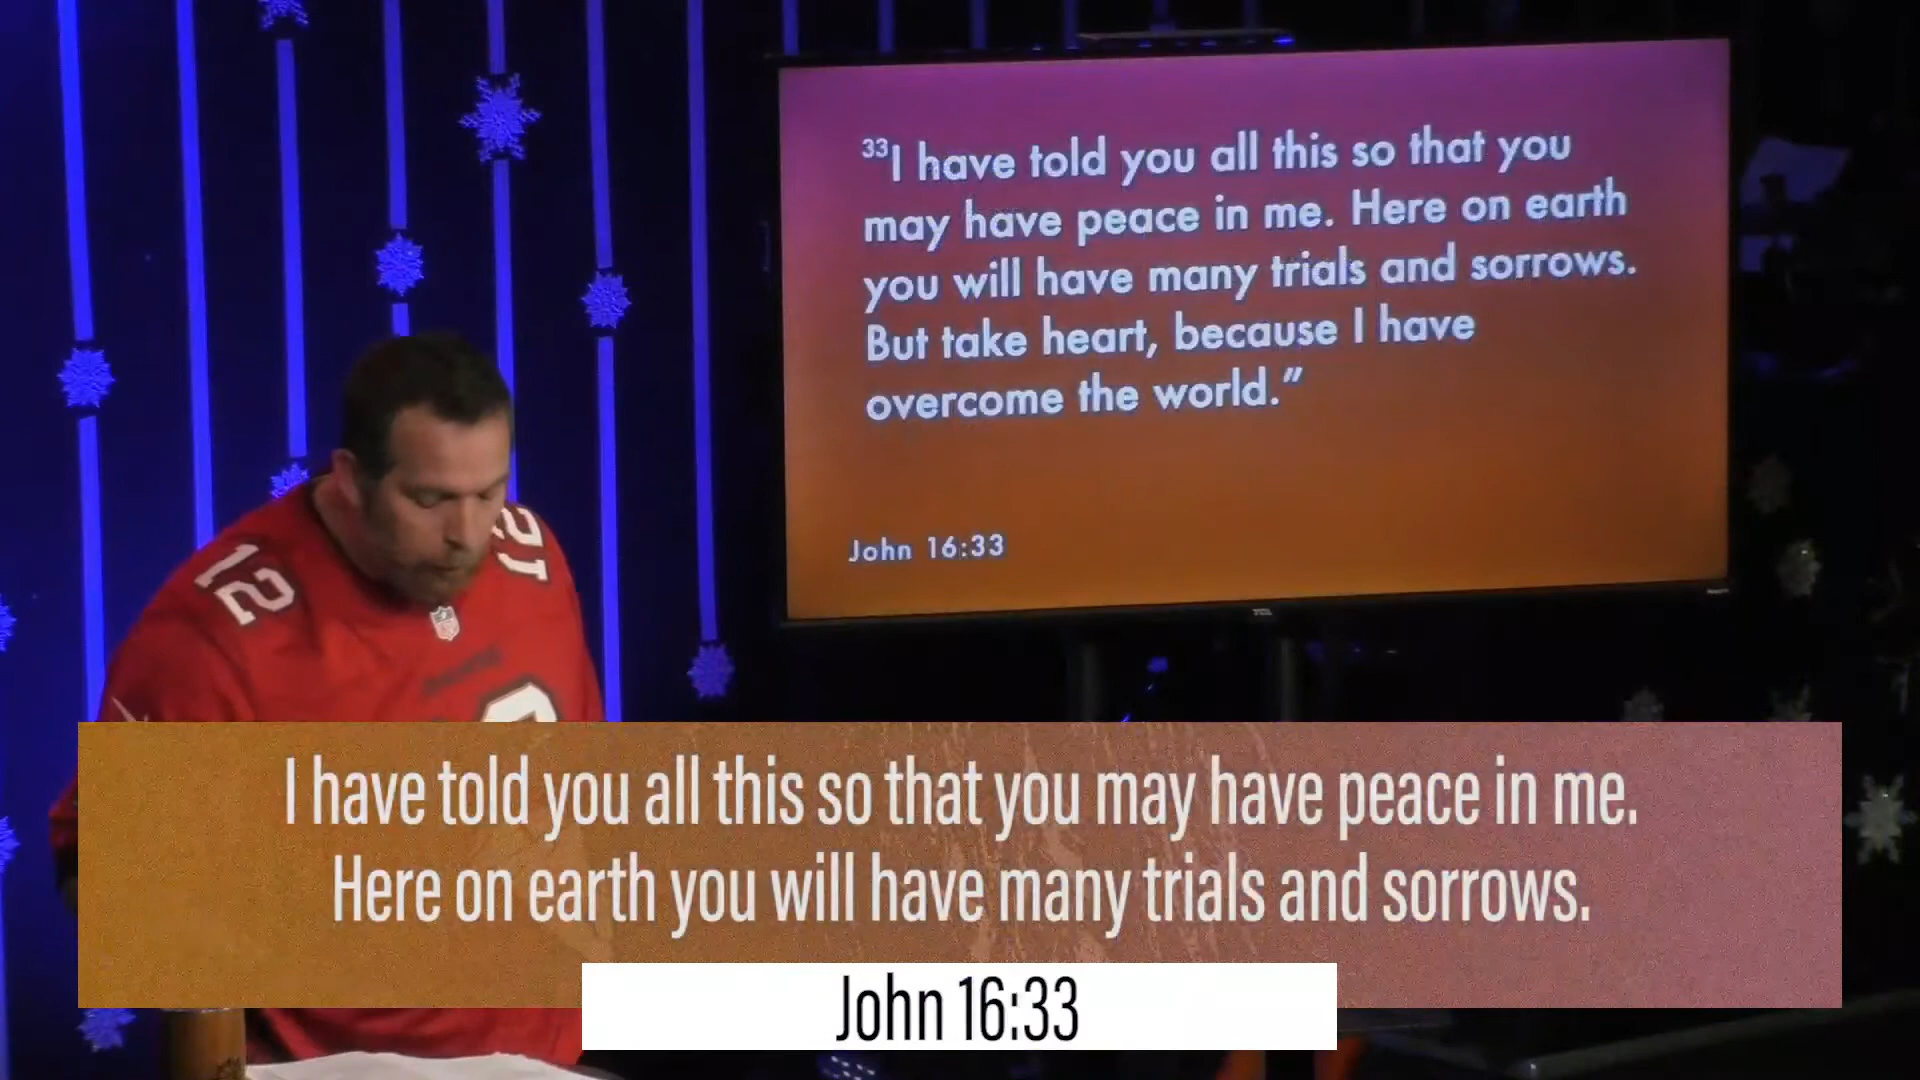 33"I have told you all this so that you
may have peace in me. Here on earth
you will have many trials and sorrows.
But take heart, because I have
overcome the world."
John 16:33
TCL
12
12
NFL
I have told you all this so that you may have peace in me.
Here on earth you will have many trials and sorrows.
John 16:33